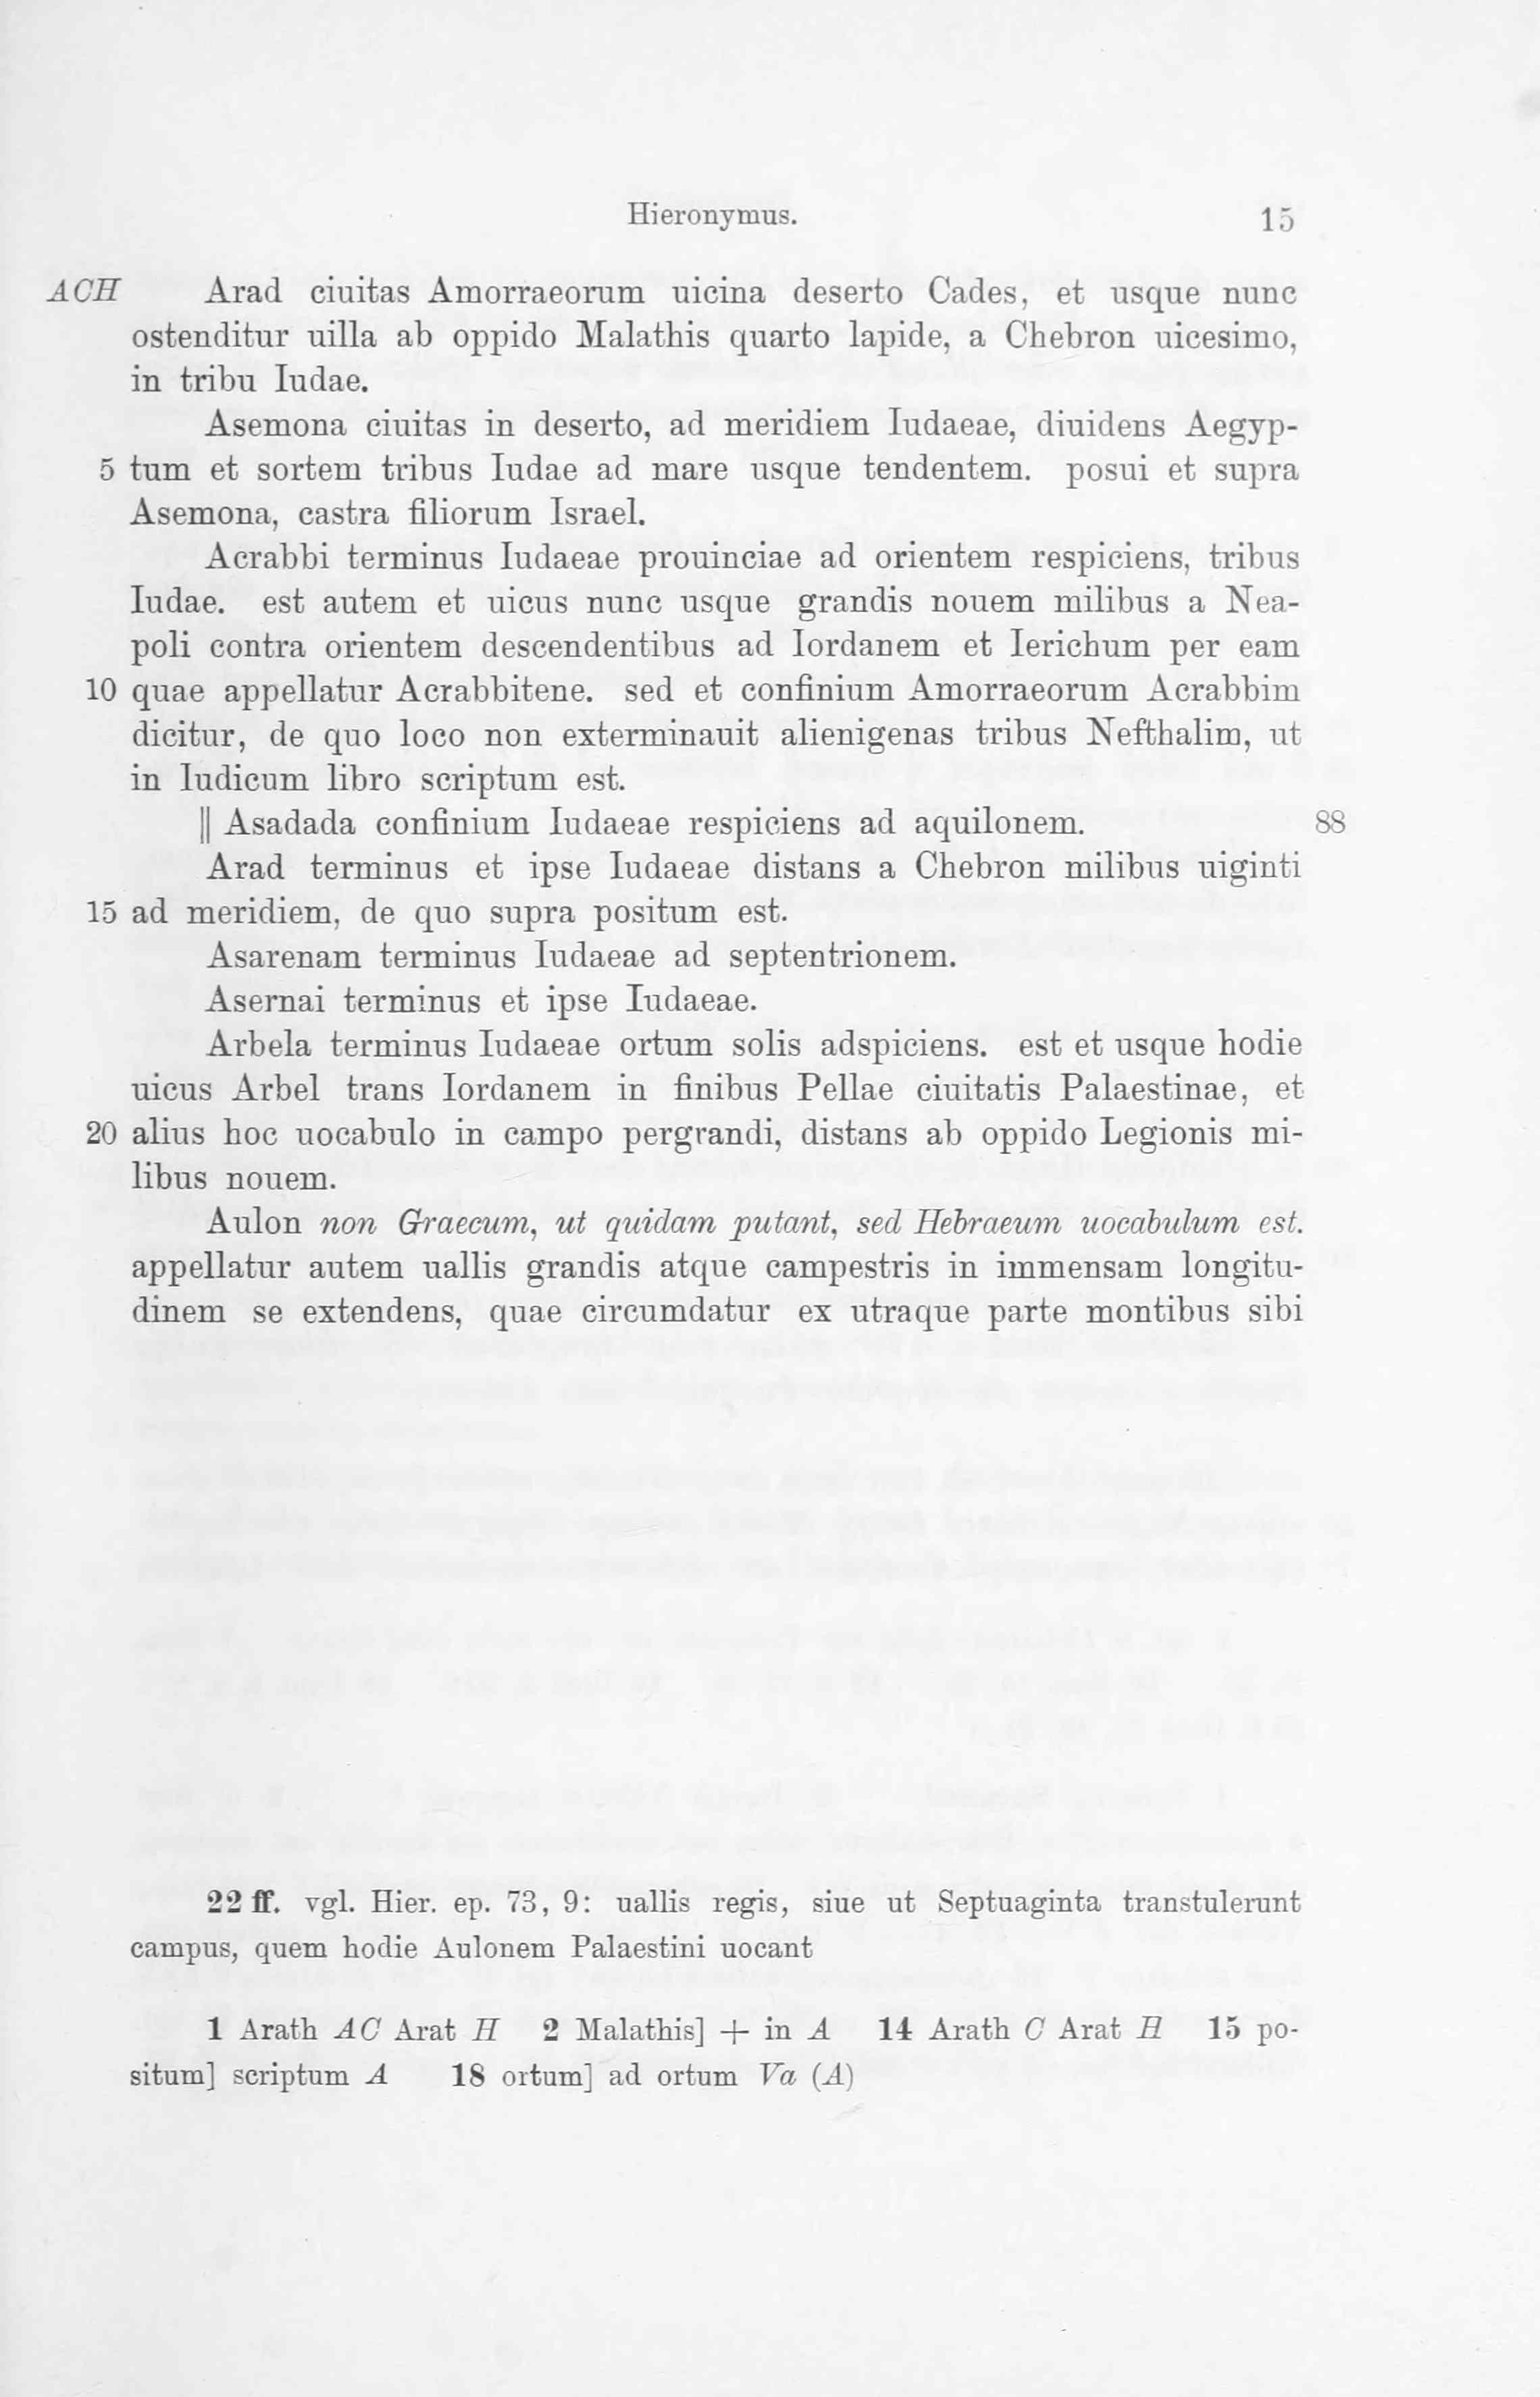 Hieronymus. 15
ACH Arad ciuitas Amorraeorum uicina deserto Cades, et usque nunc
ostenditur uilla ab oppido Malathis quarto lapide, a Chebron uicesimo,
in tribu Iudae.
Asemona ciuitas in deserto, ad meridiem Iudaeae, diuidens Aegyp-
5 tum et sortem tribus Iudae ad mare usque tendentem. posui et supra
Asemona, castra filiorum Israel.
Acrabbi terminus Iudaeae prouinciae ad orientem respiciens, tribus
Iudae. est autem et uicus nunc usque grandis nouem milibus a Nea-
poli contra orientem descendentibus ad Iordanem et Ierichum per eam
10 quae appellatur Acrabbitene. sed et confinium Amorraeorum Acrabbim
dicitur, de quo loco non exterminauit alienigenas tribus Nefthalim, ut
in Iudicum libro scriptum est.
|| Asadada confinium Iudaeae respiciens ad aquilonem. 88
Arad terminus et ipse Iudaeae distans a Chebron milibus uiginti
15 ad meridiem, de quo supra positum est.
Asarenam terminus Iudaeae ad septentrionem.
Asernai terminus et ipse Iudaeae.
Arbela terminus Iudaeae ortum solis adspiciens. est et usque hodie
uicus Arbel trans Iordanem in finibus Pellae ciuitatis Palaestinae, et
20 alius hoc uocabulo in campo pergrandi, distans ab oppido Legionis mi-
libus nouem.
Aulon non Graecum, ut quidam putant, sed Hebraeum uocabulum est.
appellatur autem uallis grandis atque campestris in immensam longitu-
dinem se extendens, quae circumdatur ex utraque parte montibus sibi
22 ff. vgl. Hier. ep. 73, 9: uallis regis, siue ut Septuaginta transtulerunt
campus, quem hodie Aulonem Palaestini uocant
1 Arath AC Arat H 2 Malathis] + in A 14 Arath C Arat H 15 po-
situm] scriptum A 18 ortum] ad ortum Va (A)